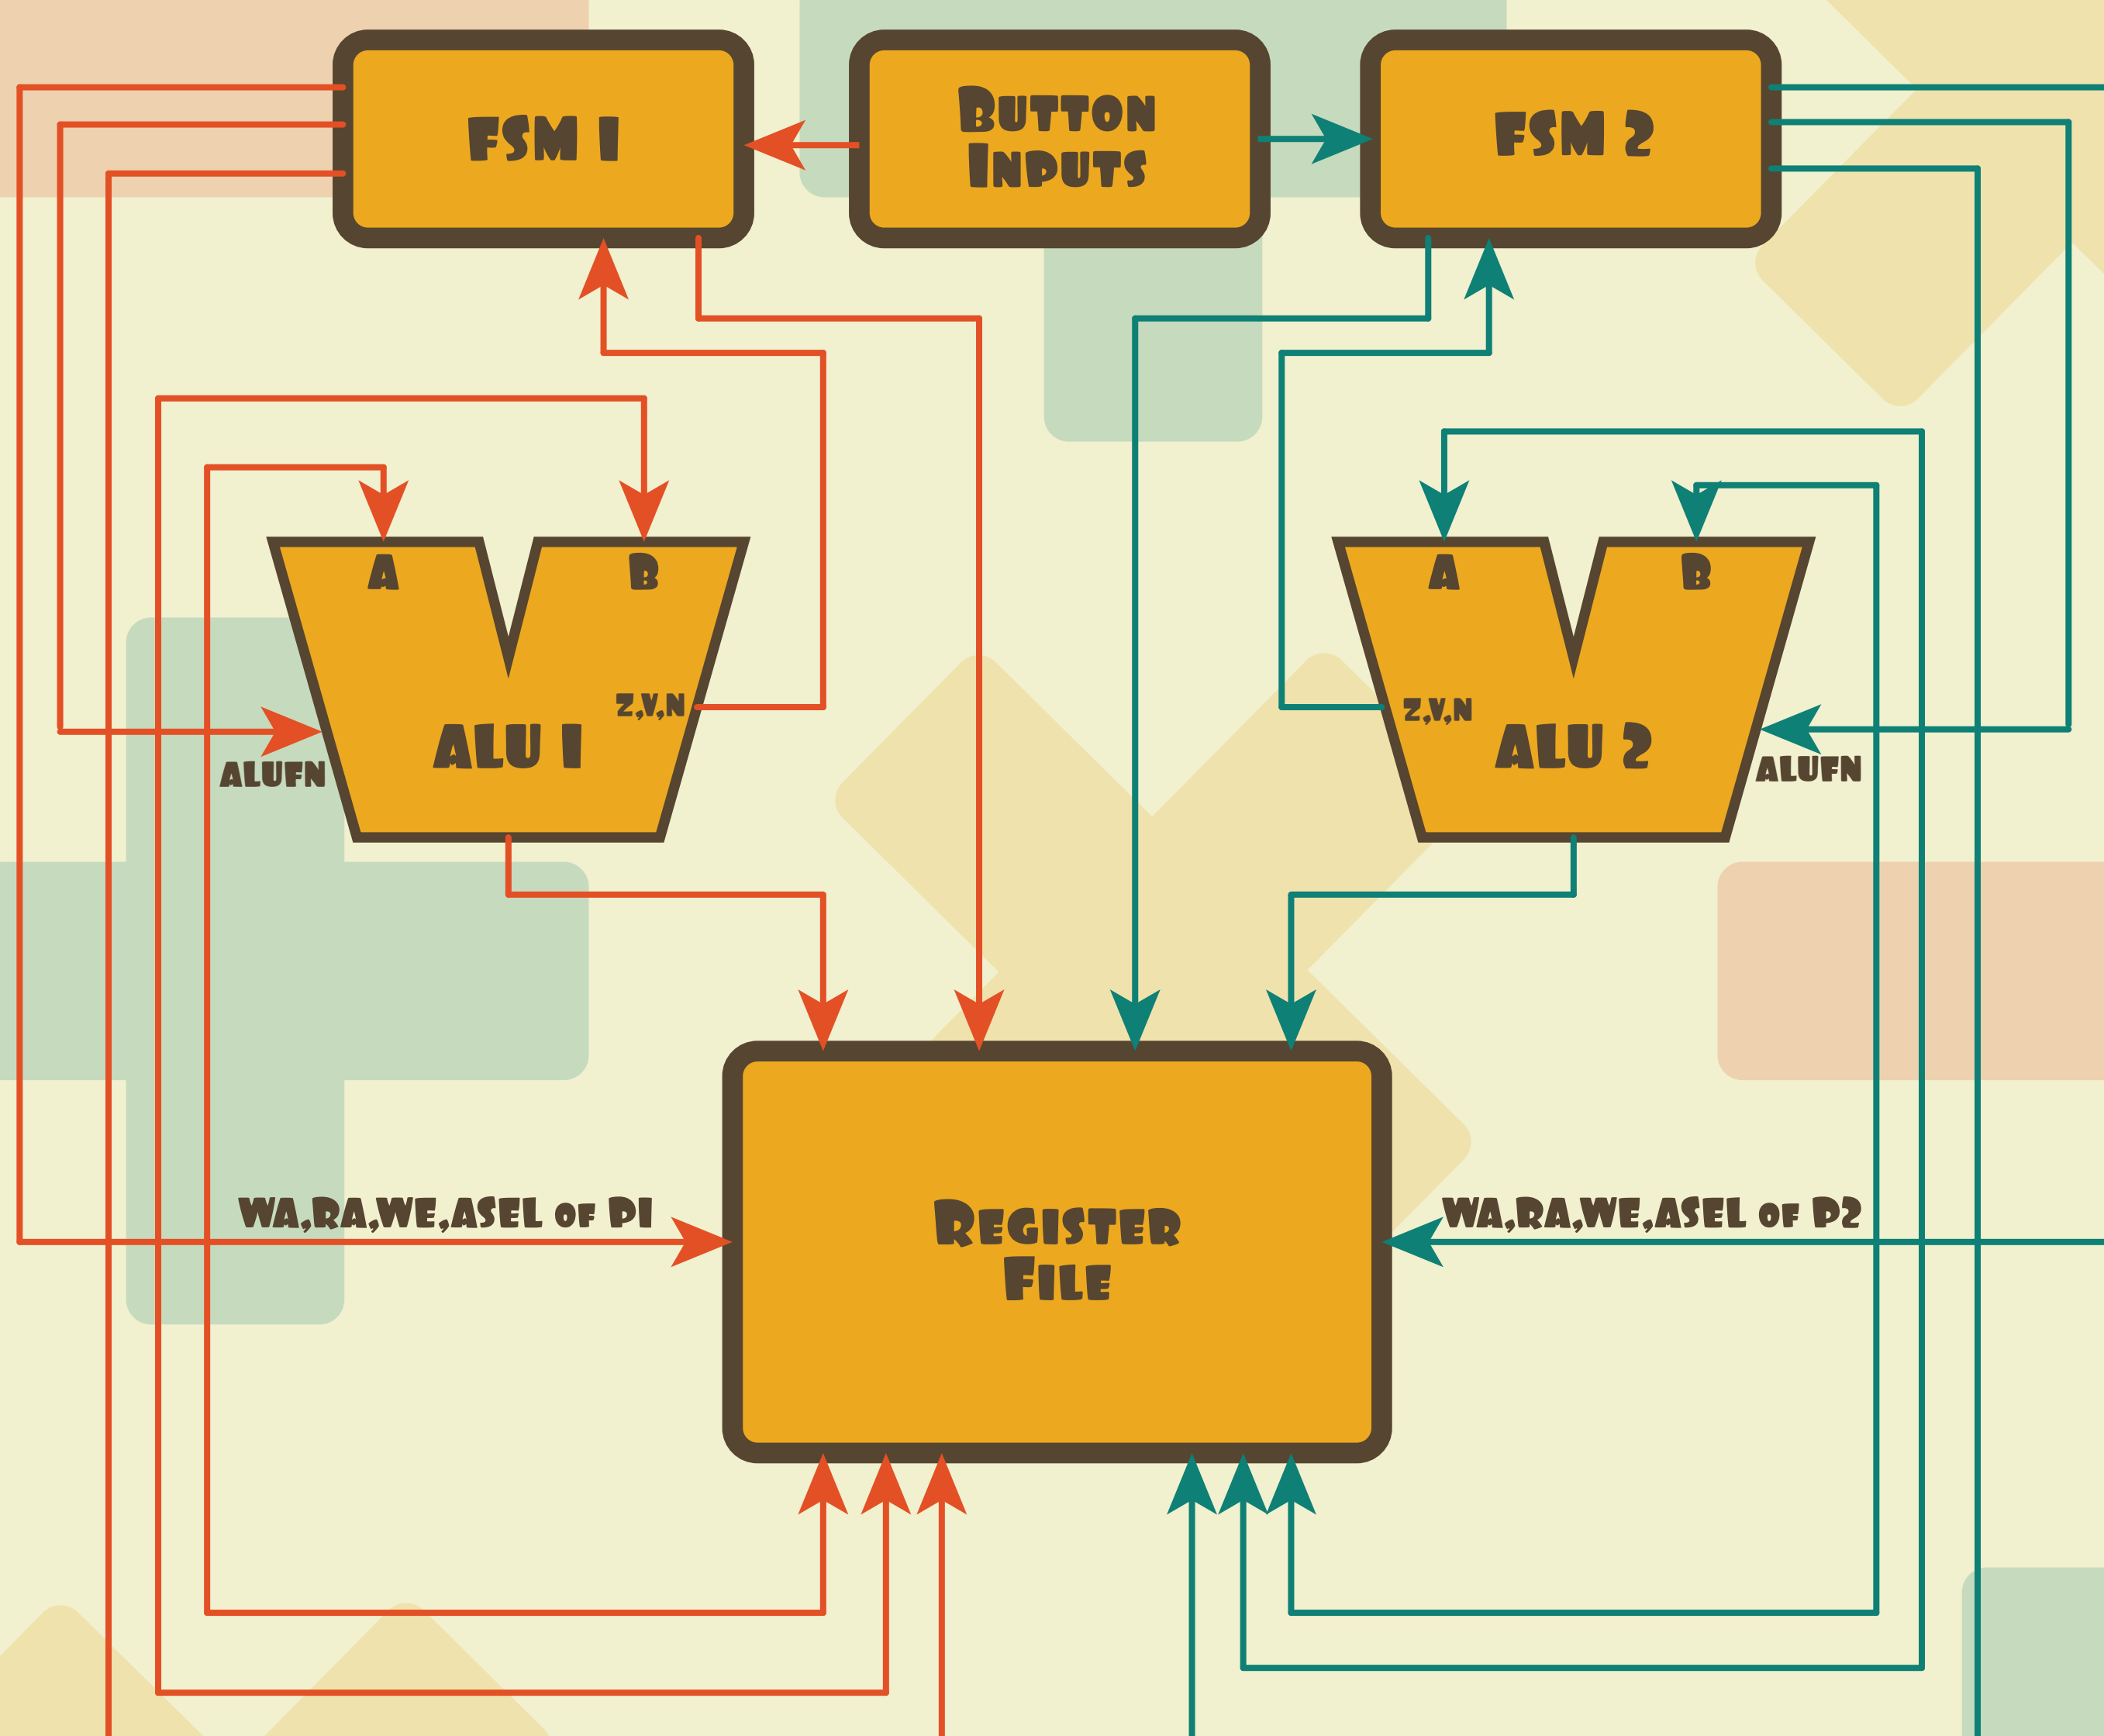 FSM 1
Button
Inputs
FSM 2
A
B
Z,V,N
ALU 1
ALUFN
A
B
Z,V,N
ALU 2
ALUFN
WA,RA,WE,ASEL of P1
Register
File
WA,RA,WE,ASEL of P2